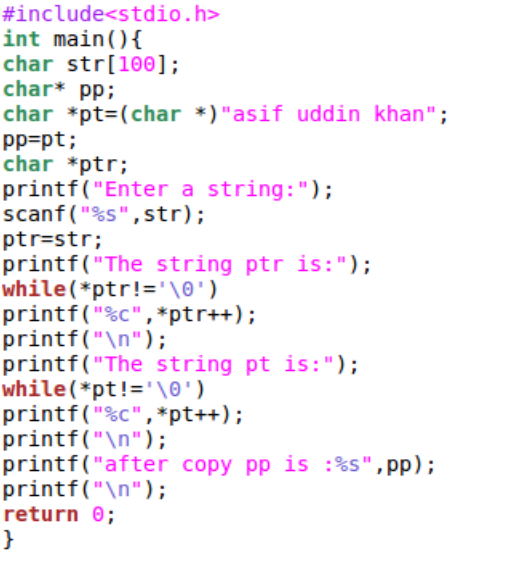 #include<stdio.h>
int main(){
char str[100];
char* pp;
char *pt=(char *)"asif uddin khan";
pp=pt;
char *ptr;
printf("Enter a string:");
scanf("%s",str);
ptr=str;
printf("The string ptr is:");
while(*ptr!='\0')
printf("%c",*ptr++);
printf("\n");
printf("The string pt is:");
while(*pt!='\0')
printf("%c",*pt++);
printf("\n");
printf("after copy pp is :%s",pp);
printf("\n");
return 0;
}